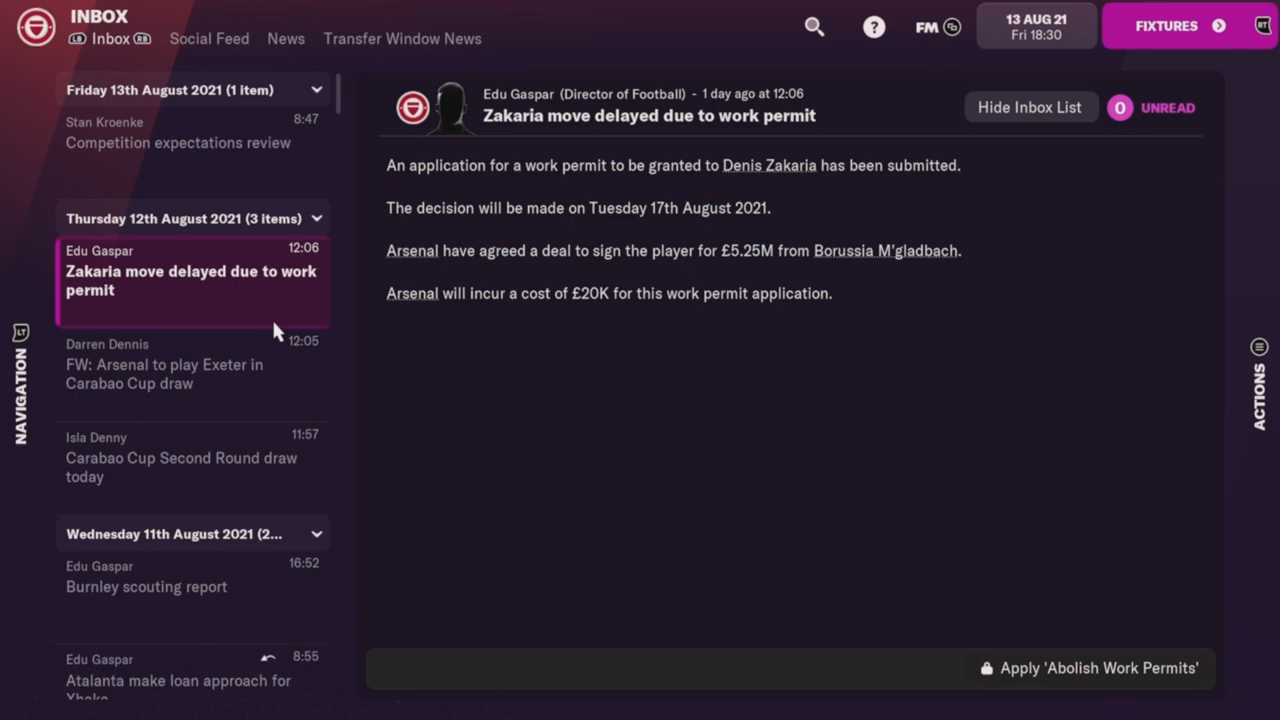 INBOX
LB Inbox RB
Social Feed
News
Transfer Window News
?
FM
13 AUG 21
Fri 18:30
FIXTURES
RT
Friday 13th August 2021 (1 item)
Stan Kroenke
8:47
Competition expectations review
Thursday 12th August 2021 (3 items)
Edu Gaspar
12:06
Zakaria move delayed due to work
permit
Darren Dennis
12:05
FW: Arsenal to play Exeter in
Carabao Cup draw
Isla Denny
11:57
Carabao Cup Second Round draw
today
Wednesday 11th August 2021 (2...
Edu Gaspar
16:52
Burnley scouting report
Edu Gaspar
8:55
Atalanta make loan approach for
Xhaka
LT
NAVIGATION
Edu Gaspar (Director of Football) - 1 day ago at 12:06
Zakaria move delayed due to work permit
Hide Inbox List
0 UNREAD
An application for a work permit to be granted to Denis Zakaria has been submitted.
The decision will be made on Tuesday 17th August 2021.
Arsenal have agreed a deal to sign the player for £5.25M from Borussia M'gladbach.
Arsenal will incur a cost of £20K for this work permit application.
Apply 'Abolish Work Permits'
ACTIONS